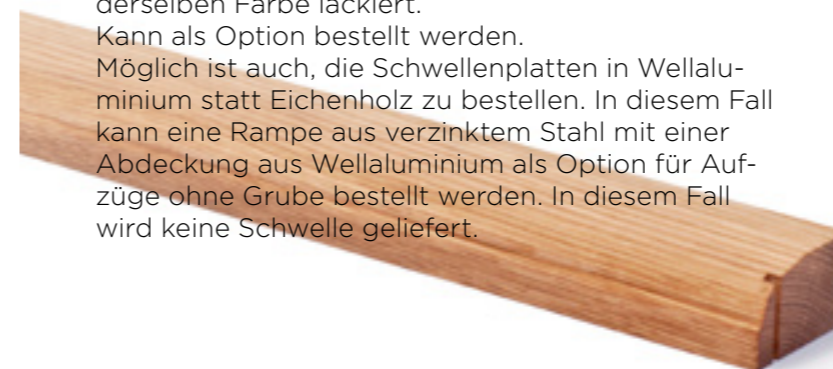 derselben Farbe lackiert.
Kann als Option bestellt werden.
Möglich ist auch, die Schwellenplatten in Wellalu-
minium statt Eichenholz zu bestellen. In diesem Fall
kann eine Rampe aus verzinktem Stahl mit einer
Abdeckung aus Wellaluminium als Option für Auf-
züge ohne Grube bestellt werden. In diesem Fall
wird keine Schwelle geliefert.